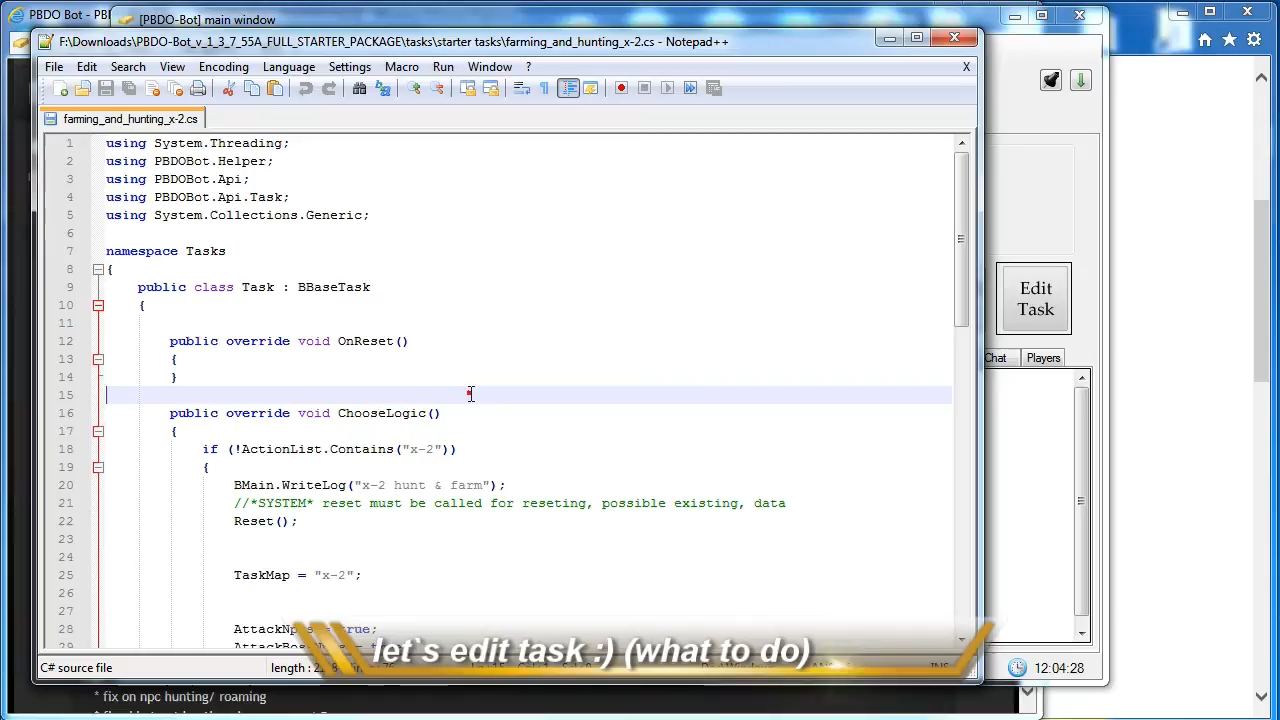 PBDO Bot - PBI
[PBDO-Bot] main window
F:\Downloads\PBDO-Bot_v_1_3_7_55A_FULL_STARTER_PACKAGE\tasks\starter tasks\farming_and_hunting_x-2.cs - Notepad++
File Edit Search View Encoding Language Settings Macro Run Window ? X
farming_and_hunting_x-2.cs
1 using System.Threading;
2 using PBDOBot.Helper;
3 using PBDOBot.Api;
4 using PBDOBot.Api.Task;
5 using System.Collections.Generic;
6
7 namespace Tasks
8 {
9 public class Task : BBaseTask
10 {
11
12 public override void OnReset()
13 {
14 }
15
16 public override void ChooseLogic()
17 {
18 if (!ActionList.Contains("x-2"))
19 {
20 BMain.WriteLog("x-2 hunt & farm");
21 //*SYSTEM* reset must be called for reseting, possible existing, data
22 Reset();
23
24
25 TaskMap = "x-2";
26
27
28
Edit
Task
Chat Players
let`s edit task :) (what to do)
C# source file
12:04:28
* fix on npc hunting/ roaming